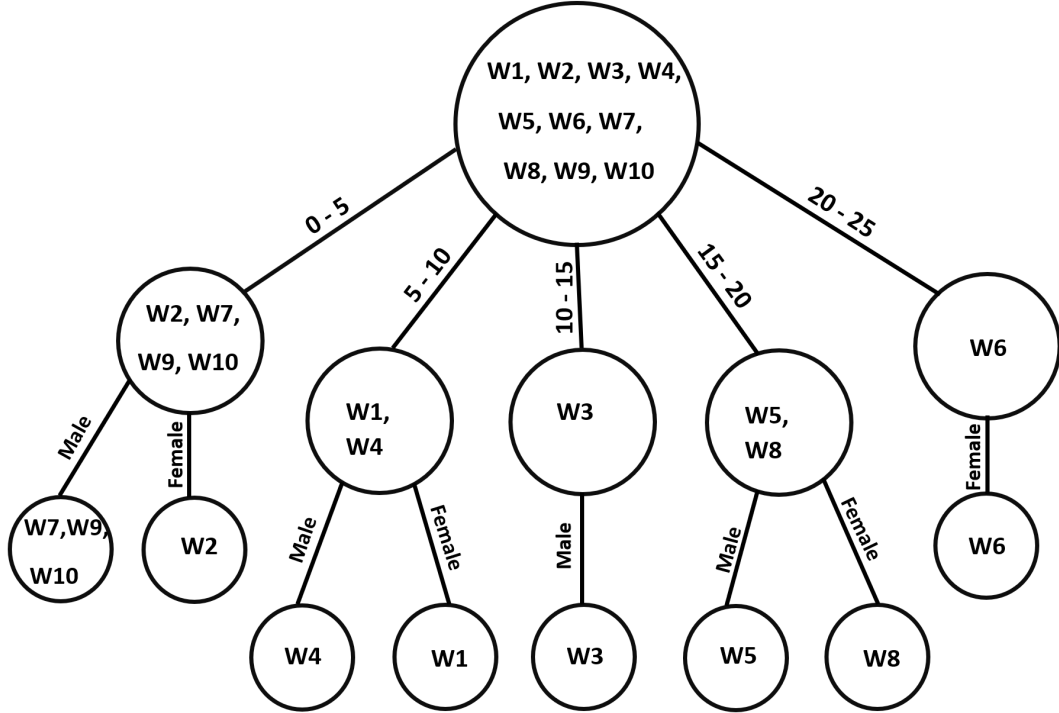 W1, W2, W3, W4,
W5, W6, W7,
W8, W9, W10
0 - 5
5 - 10
10 - 15
15 - 20
20 - 25
W2, W7,
W9, W10
W1,
W4
W3
W5,
W8
W6
Male
Female
Male
Female
Male
Male
Female
Female
W7,W9,
W10
W2
W4
W1
W3
W5
W8
W6